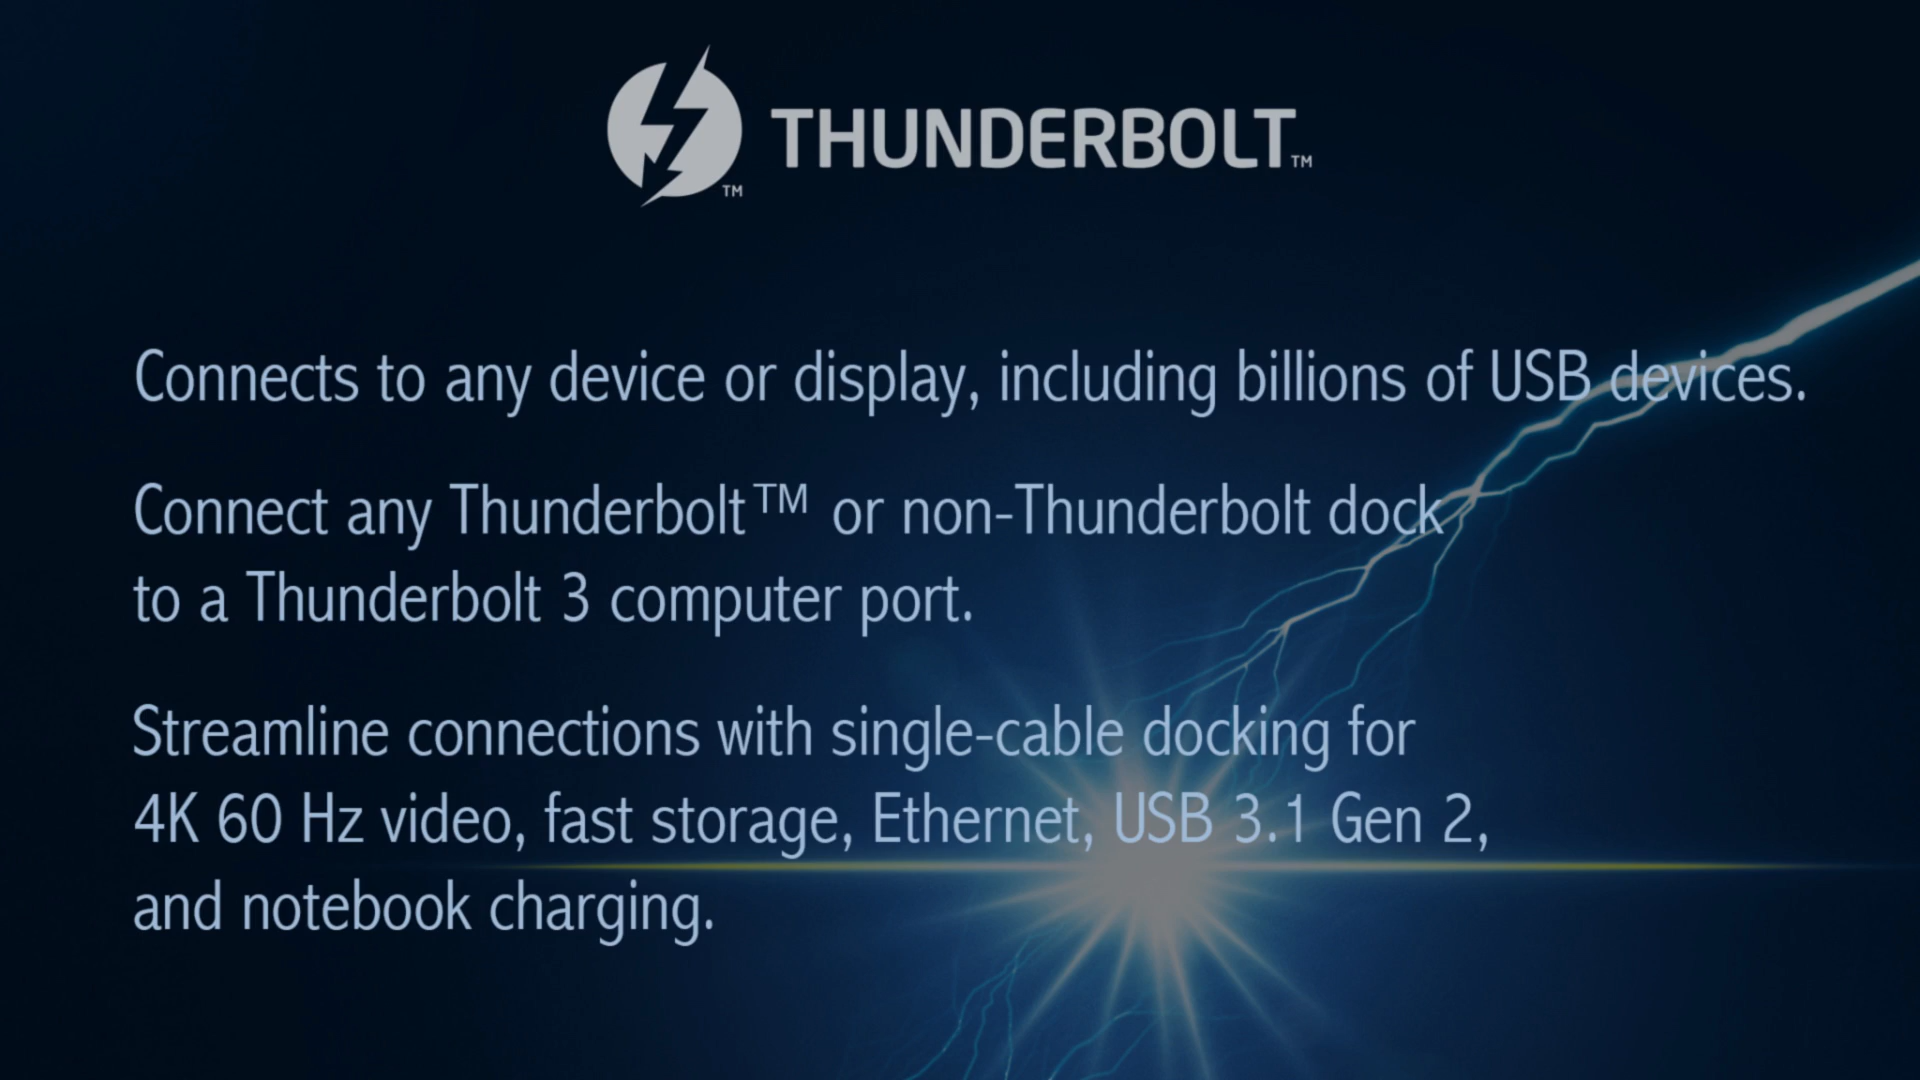 THUNDERBOLT™
Connects to any device or display, including billions of USB devices.
Connect any Thunderbolt™ or non-Thunderbolt dock
to a Thunderbolt 3 computer port.
Streamline connections with single-cable docking for
4K 60 Hz video, fast storage, Ethernet, USB 3.1 Gen 2,
and notebook charging.